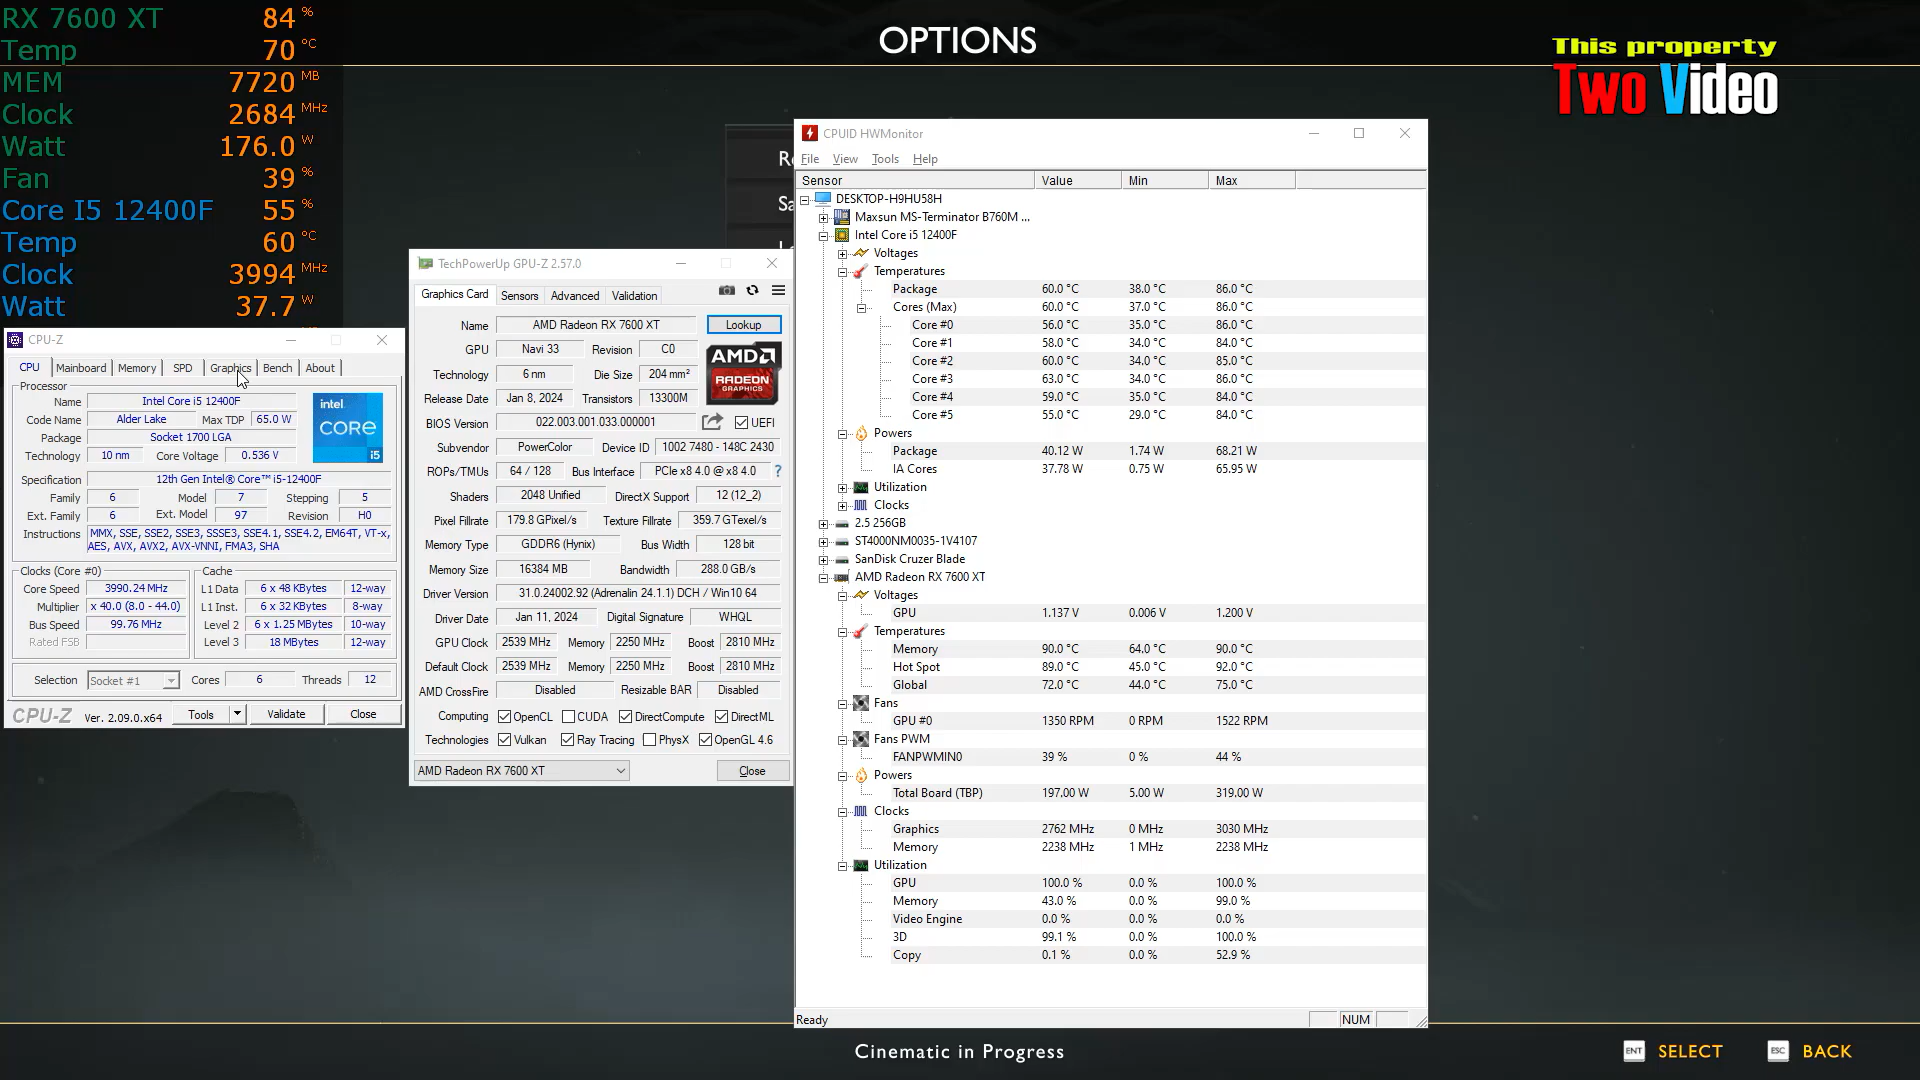 RX 7600 XT 84 %
Temp 70 °C
MEM 7720 MB
Clock 2684 MHz
Watt 176.0 W
Fan 39 %
Core I5 12400F 55 %
Temp 60 °C
Clock 3994 MHz
Watt 37.7 W
OPTIONS
This property
Two Video
CPU-Z
CPU Mainboard Memory SPD Graphics Bench About
Processor
Name Intel Core i5 12400F
Code Name Alder Lake Max TDP 65.0 W
Package Socket 1700 LGA
Technology 10 nm Core Voltage 0.536 V
intel
CORE
i5
Specification 12th Gen Intel® Core™ i5-12400F
Family 6 Model 7 Stepping 5
Ext. Family 6 Ext. Model 97 Revision H0
Instructions MMX, SSE, SSE2, SSE3, SSSE3, SSE4.1, SSE4.2, EM64T, VT-x,
AES, AVX, AVX2, AVX-VNNI, FMA3, SHA
Clocks (Core #0)
Core Speed 3990.24 MHz
Multiplier x 40.0 (8.0 - 44.0)
Bus Speed 99.76 MHz
Rated FSB
Cache
L1 Data 6 x 48 KBytes 12-way
L1 Inst. 6 x 32 KBytes 8-way
Level 2 6 x 1.25 MBytes 10-way
Level 3 18 MBytes 12-way
Selection Socket #1 Cores 6 Threads 12
CPU-Z Ver. 2.09.0.x64 Tools Validate Close
TechPowerUp GPU-Z 2.57.0
Graphics Card Sensors Advanced Validation
Name AMD Radeon RX 7600 XT Lookup
GPU Navi 33 Revision C0
Technology 6 nm Die Size 204 mm²
Release Date Jan 8, 2024 Transistors 13300M
AMD
RADEON
GRAPHICS
BIOS Version 022.003.001.033.000001 UEFI
Subvendor PowerColor Device ID 1002 7480 - 148C 2430
ROPs/TMUs 64 / 128 Bus Interface PCIe x8 4.0 @ x8 4.0 ?
Shaders 2048 Unified DirectX Support 12 (12_2)
Pixel Fillrate 179.8 GPixel/s Texture Fillrate 359.7 GTexel/s
Memory Type GDDR6 (Hynix) Bus Width 128 bit
Memory Size 16384 MB Bandwidth 288.0 GB/s
Driver Version 31.0.24002.92 (Adrenalin 24.1.1) DCH / Win10 64
Driver Date Jan 11, 2024 Digital Signature WHQL
GPU Clock 2539 MHz Memory 2250 MHz Boost 2810 MHz
Default Clock 2539 MHz Memory 2250 MHz Boost 2810 MHz
AMD CrossFire Disabled Resizable BAR Disabled
Computing OpenCL CUDA DirectCompute DirectML
Technologies Vulkan Ray Tracing PhysX OpenGL 4.6
AMD Radeon RX 7600 XT Close
CPUID HWMonitor
File View Tools Help
Sensor Value Min Max
DESKTOP-H9HU58H
Maxsun MS-Terminator B760M ...
Intel Core i5 12400F
Voltages
Temperatures
Package 60.0 °C 38.0 °C 86.0 °C
Cores (Max) 60.0 °C 37.0 °C 86.0 °C
Core #0 56.0 °C 35.0 °C 86.0 °C
Core #1 58.0 °C 34.0 °C 84.0 °C
Core #2 60.0 °C 34.0 °C 85.0 °C
Core #3 63.0 °C 34.0 °C 86.0 °C
Core #4 59.0 °C 35.0 °C 84.0 °C
Core #5 55.0 °C 29.0 °C 84.0 °C
Powers
Package 40.12 W 1.74 W 68.21 W
IA Cores 37.78 W 0.75 W 65.95 W
Utilization
Clocks
2.5 256GB
ST4000NM0035-1V4107
SanDisk Cruzer Blade
AMD Radeon RX 7600 XT
Voltages
GPU 1.137 V 0.006 V 1.200 V
Temperatures
Memory 90.0 °C 64.0 °C 90.0 °C
Hot Spot 89.0 °C 45.0 °C 92.0 °C
Global 72.0 °C 44.0 °C 75.0 °C
Fans
GPU #0 1350 RPM 0 RPM 1522 RPM
Fans PWM
FANPWMIN0 39 % 0 % 44 %
Powers
Total Board (TBP) 197.00 W 5.00 W 319.00 W
Clocks
Graphics 2762 MHz 0 MHz 3030 MHz
Memory 2238 MHz 1 MHz 2238 MHz
Utilization
GPU 100.0 % 0.0 % 100.0 %
Memory 43.0 % 0.0 % 99.0 %
Video Engine 0.0 % 0.0 % 0.0 %
3D 99.1 % 0.0 % 100.0 %
Copy 0.1 % 0.0 % 52.9 %
Ready NUM
Cinematic in Progress
ENT SELECT ESC BACK